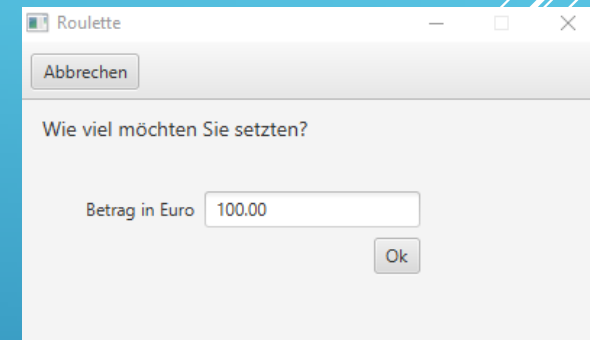 Roulette
Abbrechen
Wie viel möchten Sie setzten?
Betrag in Euro 100.00
Ok